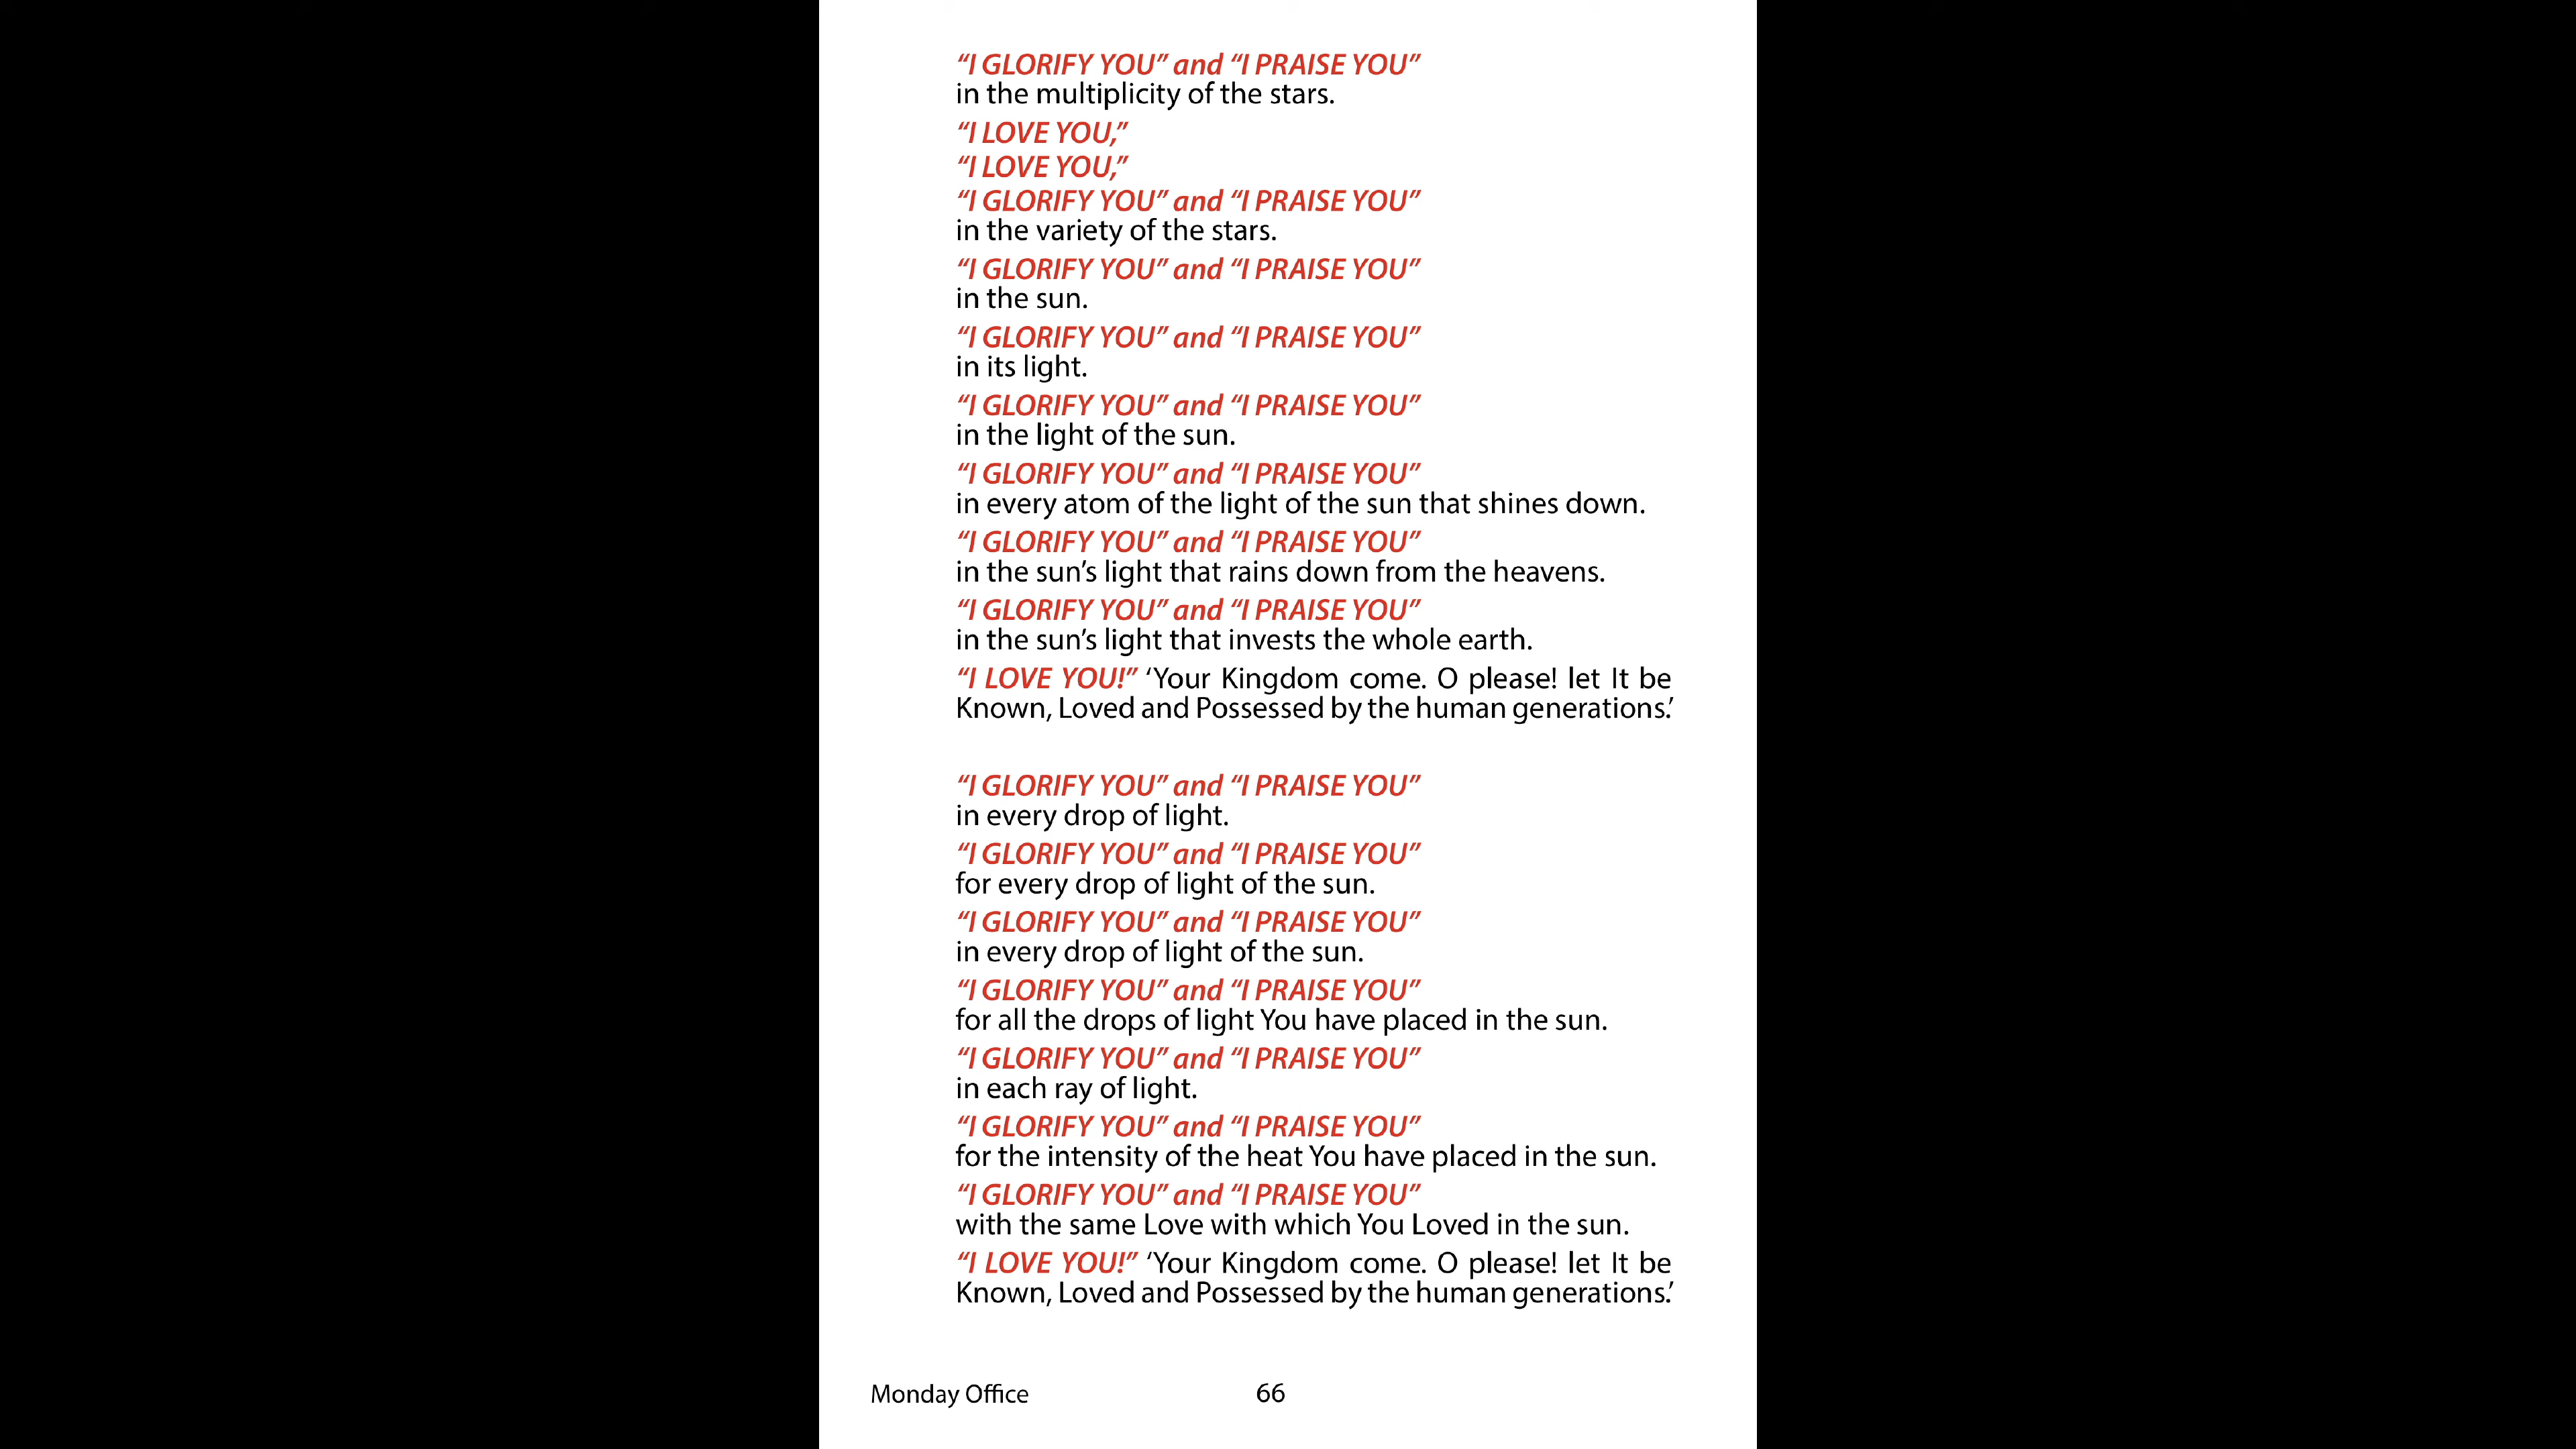 “I GLORIFY YOU” and “I PRAISE YOU”
in the multiplicity of the stars.
“I LOVE YOU,”
“I LOVE YOU,”
“I GLORIFY YOU” and “I PRAISE YOU”
in the variety of the stars.
“I GLORIFY YOU” and “I PRAISE YOU”
in the sun.
“I GLORIFY YOU” and “I PRAISE YOU”
in its light.
“I GLORIFY YOU” and “I PRAISE YOU”
in the light of the sun.
“I GLORIFY YOU” and “I PRAISE YOU”
in every atom of the light of the sun that shines down.
“I GLORIFY YOU” and “I PRAISE YOU”
in the sun’s light that rains down from the heavens.
“I GLORIFY YOU” and “I PRAISE YOU”
in the sun’s light that invests the whole earth.
“I LOVE YOU!” ‘Your Kingdom come. O please! let It be
Known, Loved and Possessed by the human generations.’
“I GLORIFY YOU” and “I PRAISE YOU”
in every drop of light.
“I GLORIFY YOU” and “I PRAISE YOU”
for every drop of light of the sun.
“I GLORIFY YOU” and “I PRAISE YOU”
in every drop of light of the sun.
“I GLORIFY YOU” and “I PRAISE YOU”
for all the drops of light You have placed in the sun.
“I GLORIFY YOU” and “I PRAISE YOU”
in each ray of light.
“I GLORIFY YOU” and “I PRAISE YOU”
for the intensity of the heat You have placed in the sun.
“I GLORIFY YOU” and “I PRAISE YOU”
with the same Love with which You Loved in the sun.
“I LOVE YOU!” ‘Your Kingdom come. O please! let It be
Known, Loved and Possessed by the human generations.’
Monday Office 66